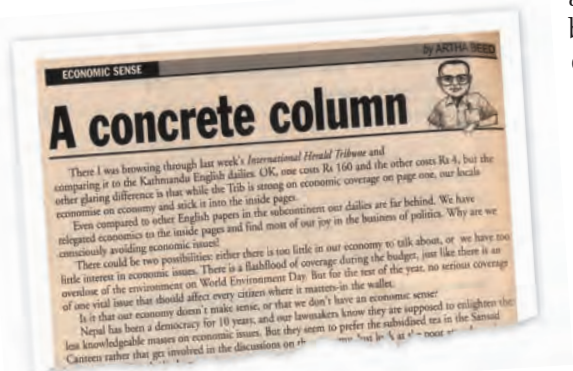 ECONOMIC SENSE
by ARTHA BEED
A concrete column
There I was browsing through last week's International Herald Tribune and
comparing it to the Kathmandu English dailies. OK, one costs Rs 160 and the other costs Rs 4, but the
other glaring difference is that while the Trib is strong on economic coverage on page one, our locals
economise on economy and stick it into the inside pages.
Even compared to other English papers in the subcontinent our dailies are far behind. We have
relegated economics to the inside pages and find most of our joy in the business of politics. Why are we
consciously avoiding economic issues?
There could be two possibilities: either there is too little in our economy to talk about, or we have too
little interest in economic issues. There is a flashflood of coverage during the budget, just like there is an
overdose of the environment on World Environment Day. But for the rest of the year, no serious coverage
of one vital issue that should affect every citizen where it matters-in the wallet.
Is it that our economy doesn't make sense, or that we don't have an economic sense?
Nepal has been a democracy for 10 years, and our lawmakers know they are supposed to enlighten the
less knowledgeable masses on economic issues. But they seem to prefer the subsidised tea in the Sansad
Canteen rather that get involved in the discussions on